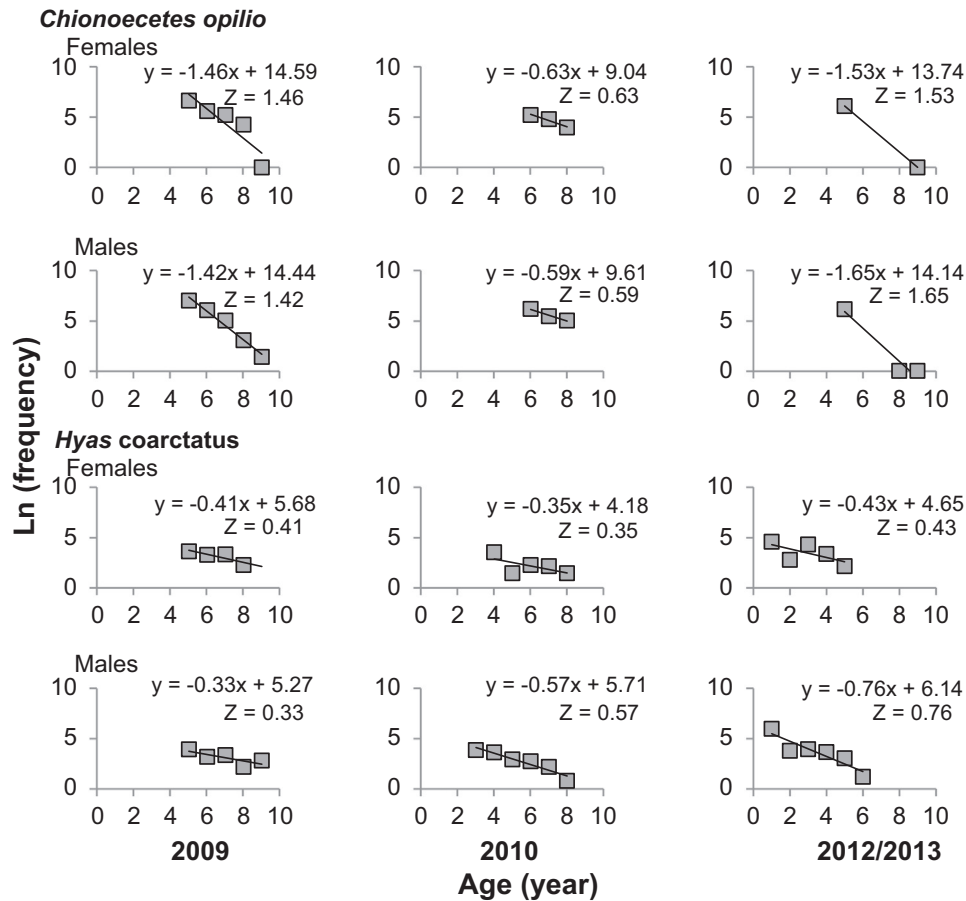 Chionoecetes opilio
Females
y = -1.46x + 14.59
Z = 1.46
10
5
0
0 2 4 6 8 10
y = -0.63x + 9.04
Z = 0.63
10
5
0
0 2 4 6 8 10
y = -1.53x + 13.74
Z = 1.53
10
5
0
0 2 4 6 8 10
Males
y = -1.42x + 14.44
Z = 1.42
10
5
0
0 2 4 6 8 10
y = -0.59x + 9.61
Z = 0.59
10
5
0
0 2 4 6 8 10
y = -1.65x + 14.14
Z = 1.65
10
5
0
0 2 4 6 8 10
Ln (frequency)
Hyas coarctatus
Females
y = -0.41x + 5.68
Z = 0.41
10
5
0
0 2 4 6 8 10
y = -0.35x + 4.18
Z = 0.35
10
5
0
0 2 4 6 8 10
y = -0.43x + 4.65
Z = 0.43
10
5
0
0 2 4 6 8 10
Males
y = -0.33x + 5.27
Z = 0.33
10
5
0
0 2 4 6 8 10
y = -0.57x + 5.71
Z = 0.57
10
5
0
0 2 4 6 8 10
y = -0.76x + 6.14
Z = 0.76
10
5
0
0 2 4 6 8 10
2009
2010
2012/2013
Age (year)